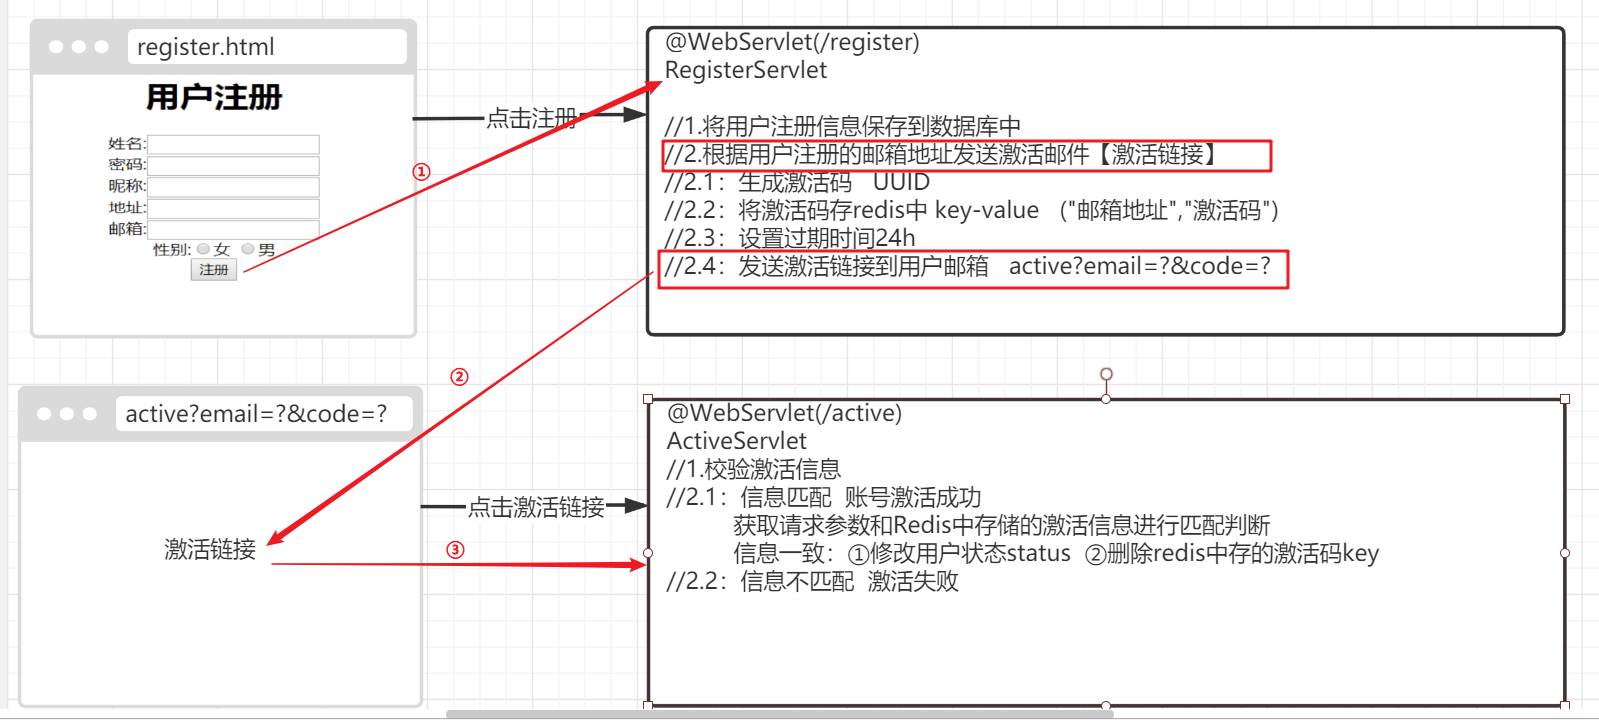 register.html
用户注册
姓名:
密码:
昵称:
地址:
邮箱:
性别: 女 男
注册
点击注册
①
@WebServlet(/register)
RegisterServlet
//1.将用户注册信息保存到数据库中
//2.根据用户注册的邮箱地址发送激活邮件【激活链接】
//2.1：生成激活码 UUID
//2.2：将激活码存redis中 key-value ("邮箱地址","激活码")
//2.3：设置过期时间24h
//2.4：发送激活链接到用户邮箱 active?email=?&code=?
②
active?email=?&code=?
激活链接
点击激活链接
③
@WebServlet(/active)
ActiveServlet
//1.校验激活信息
//2.1：信息匹配 账号激活成功
获取请求参数和Redis中存储的激活信息进行匹配判断
信息一致：①修改用户状态status ②删除redis中存的激活码key
//2.2：信息不匹配 激活失败